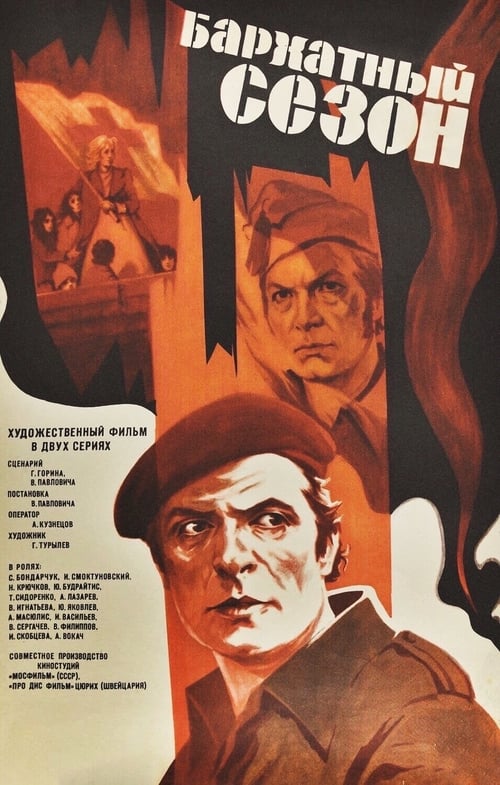 БАРХАТНЫЙ
СЕЗОН
ХУДОЖЕСТВЕННЫЙ ФИЛЬМ
В ДВУХ СЕРИЯХ
СЦЕНАРИЙ
Г. ГОРИНА,
В. ПАВЛОВИЧА
ПОСТАНОВКА
В. ПАВЛОВИЧА
ОПЕРАТОР
А. КУЗНЕЦОВ
ХУДОЖНИК
Г. ТУРЫЛЕВ
В РОЛЯХ:
С. БОНДАРЧУК, И. СМОКТУНОВСКИЙ,
Н. КРЮЧКОВ, Ю. БУДРАЙТИС,
Т. СИДОРЕНКО, А. ЛАЗАРЕВ,
В. ИГНАТЬЕВА, Ю. ЯКОВЛЕВ,
А. МАСЮЛИС, И. ВАСИЛЬЕВ,
В. СЕРГАЧЕВ, В. ФИЛИППОВ,
И. СКОБЦЕВА, А. ВОКАЧ
СОВМЕСТНОЕ ПРОИЗВОДСТВО
КИНОСТУДИЙ
«МОСФИЛЬМ» (СССР),
«ПРО ДИС ФИЛЬМ» ЦЮРИХ (ШВЕЙЦАРИЯ)